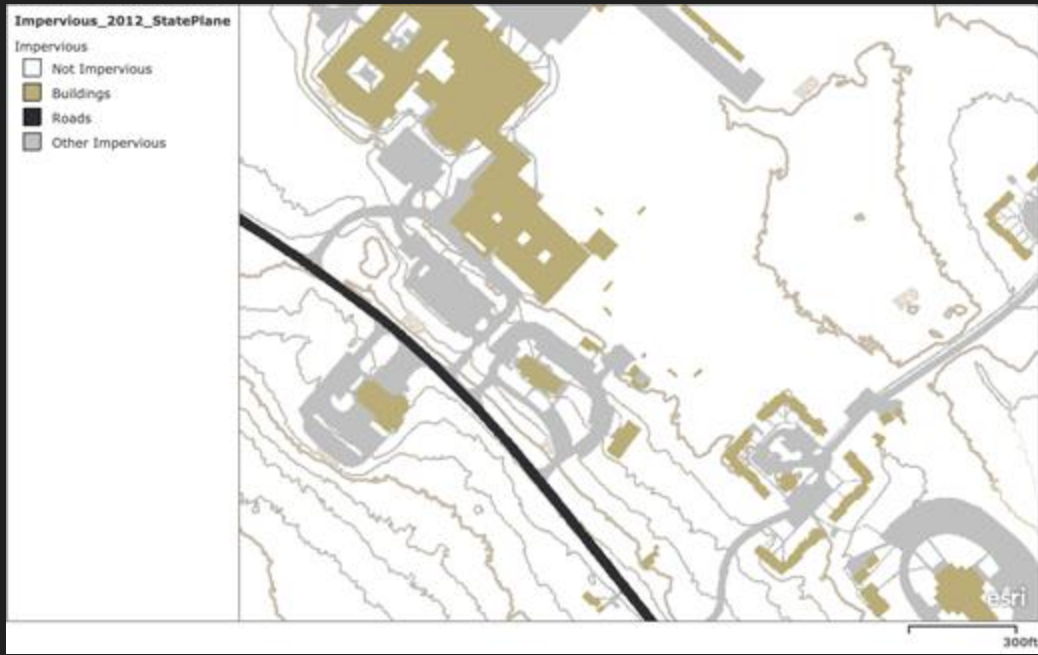 Impervious_2012_StatePlane
Impervious
Not Impervious
Buildings
Roads
Other Impervious
esri
300ft